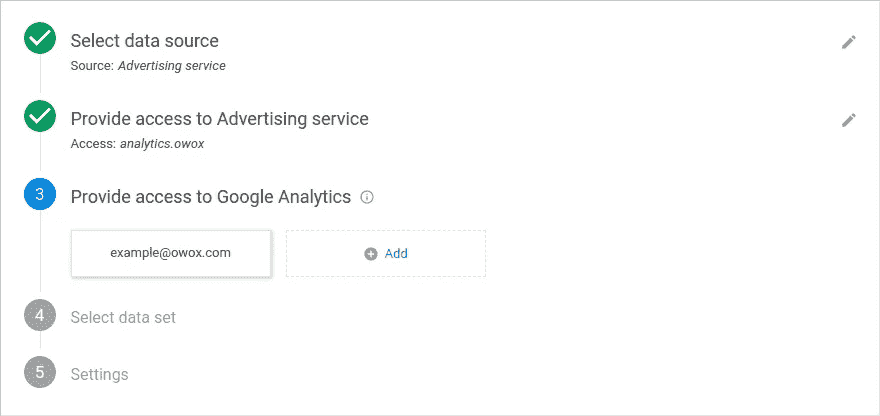 Select data source
Source: Advertising service
Provide access to Advertising service
Access: analytics.owox
3 Provide access to Google Analytics
example@owox.com Add
4 Select data set
5 Settings